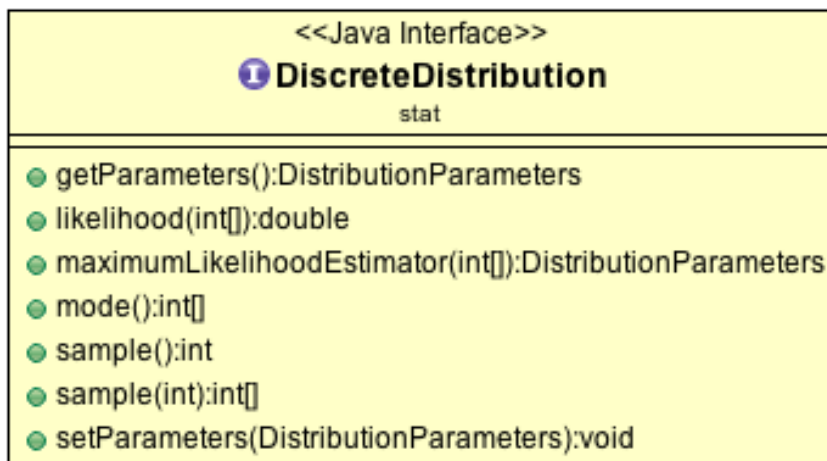 <<Java Interface>>
I DiscreteDistribution
stat
getParameters():DistributionParameters
likelihood(int[]):double
maximumLikelihoodEstimator(int[]):DistributionParameters
mode():int[]
sample():int
sample(int):int[]
setParameters(DistributionParameters):void